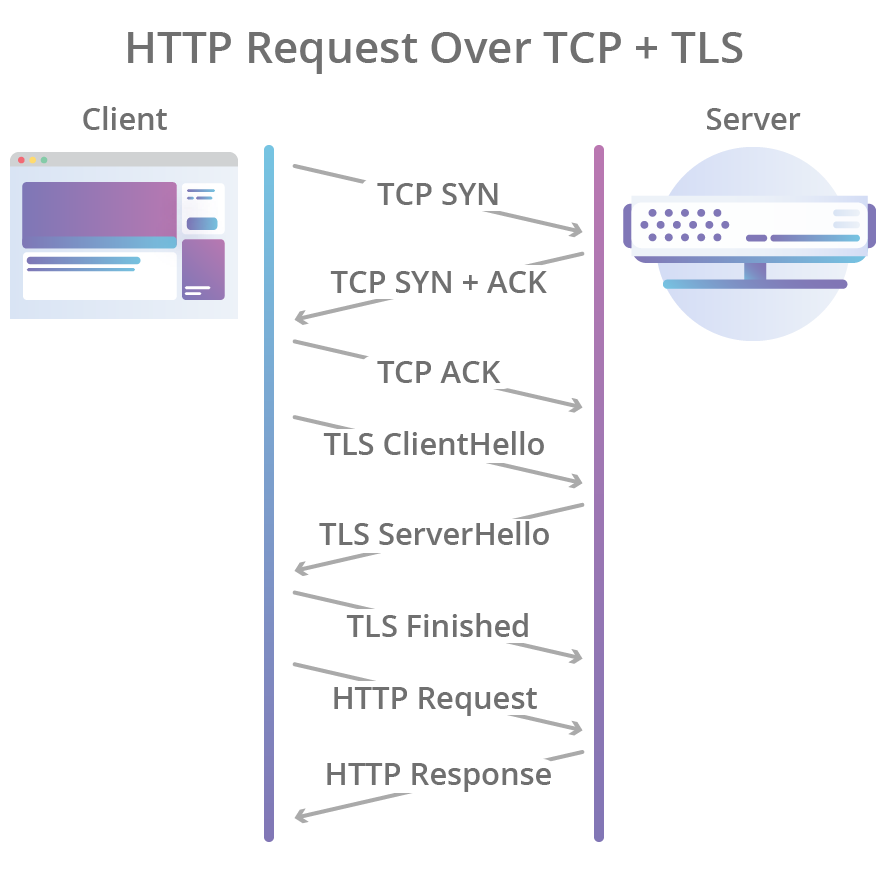 HTTP Request Over TCP + TLS
Client
Server
TCP SYN
TCP SYN + ACK
TCP ACK
TLS ClientHello
TLS ServerHello
TLS Finished
HTTP Request
HTTP Response